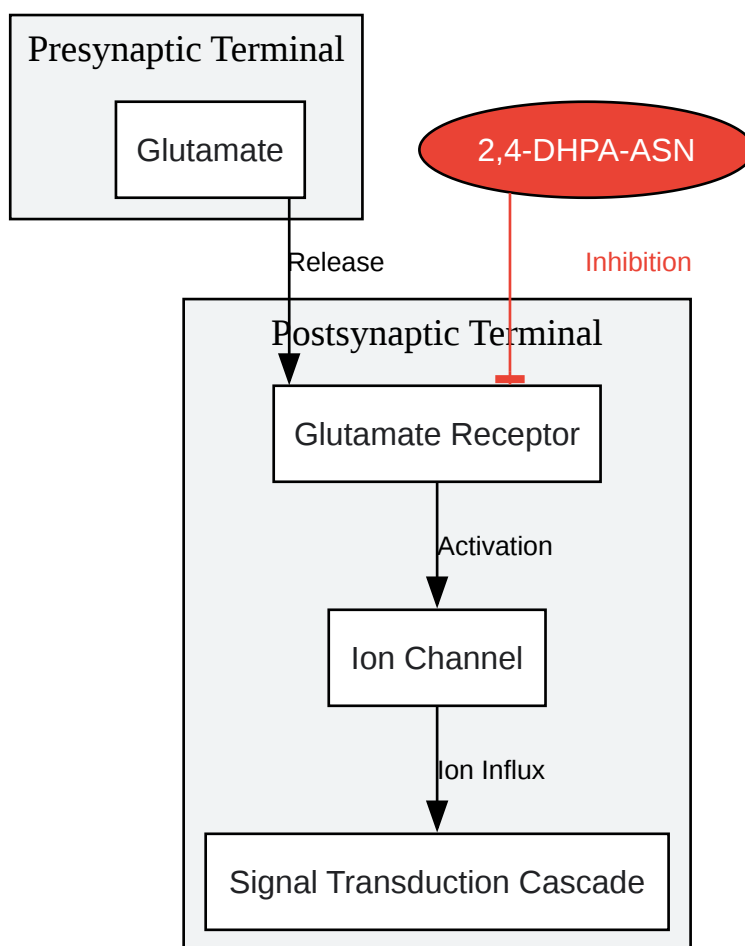 Presynaptic Terminal
Glutamate
2,4-DHPA-ASN
Release
Inhibition
Postsynaptic Terminal
Glutamate Receptor
Activation
Ion Channel
Ion Influx
Signal Transduction Cascade